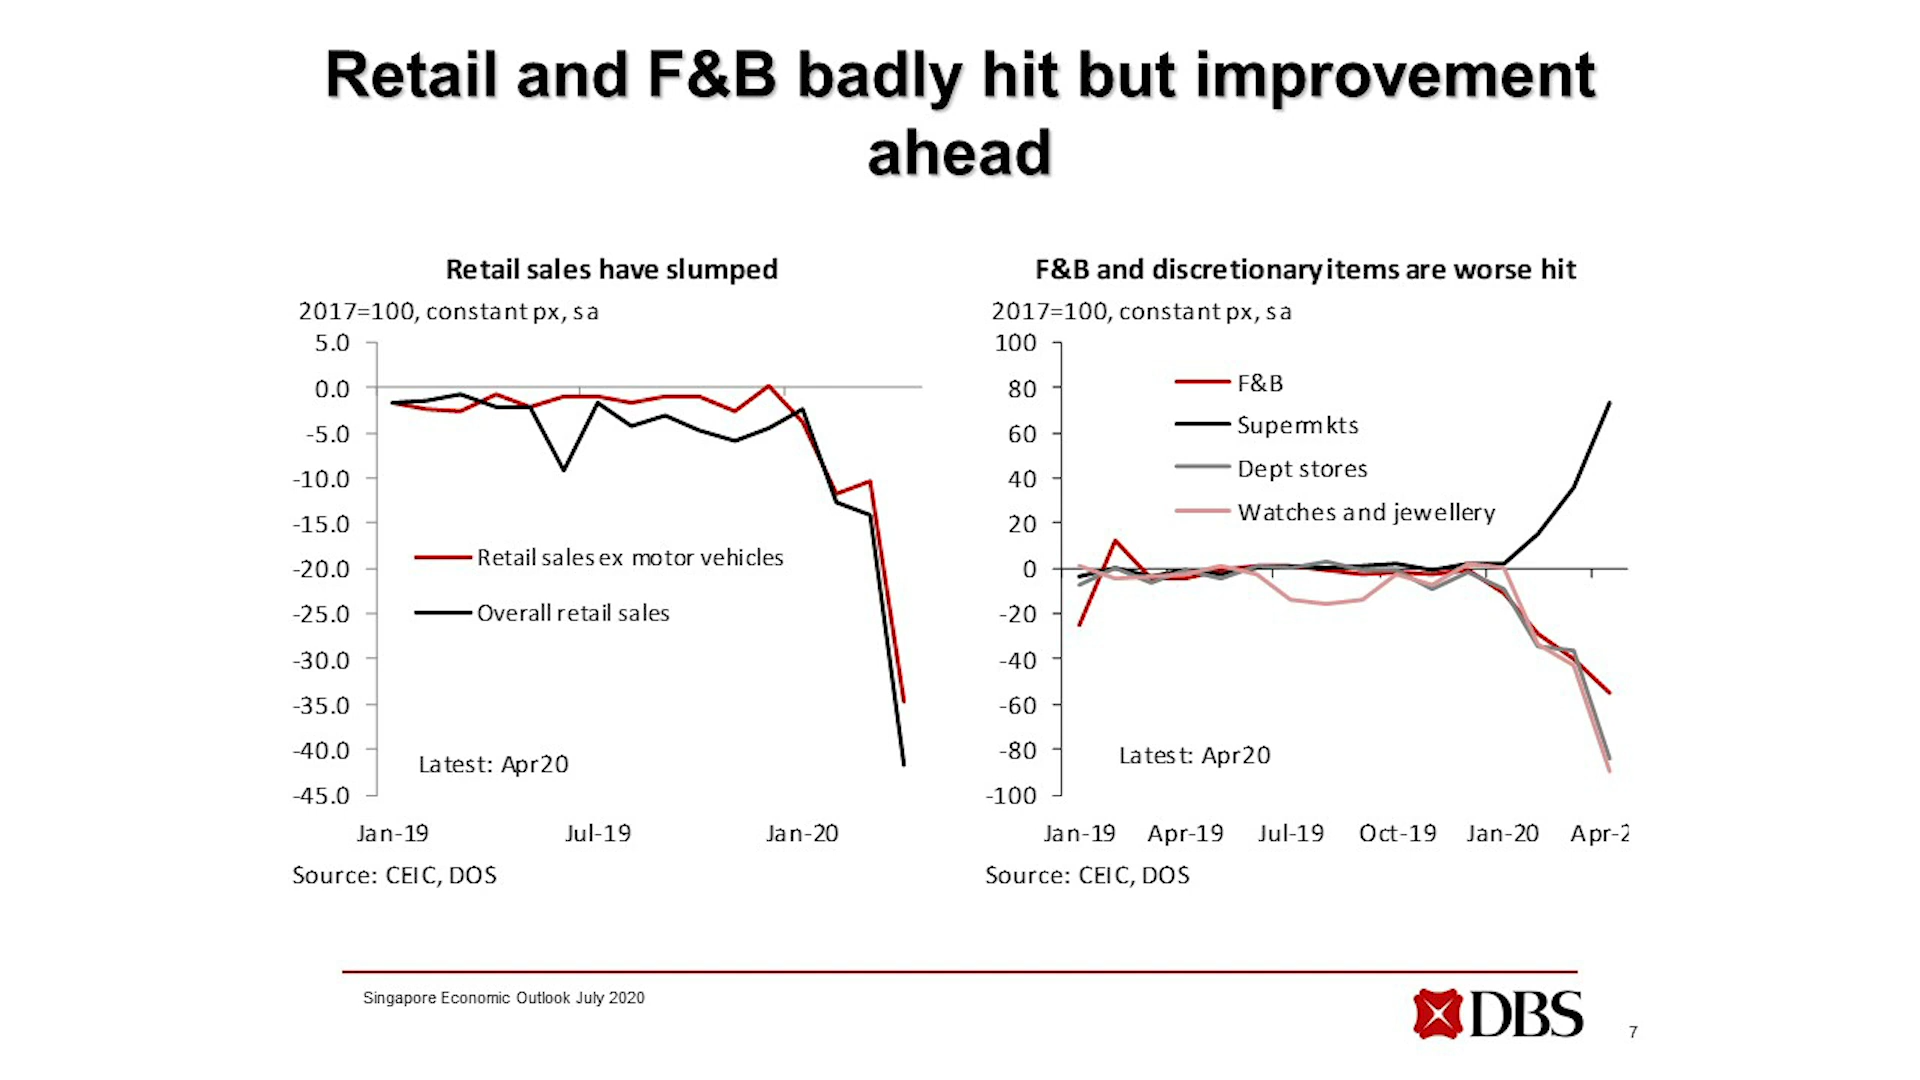 Retail and F&B badly hit but improvement
ahead
Retail sales have slumped
2017=100, constant px, sa
5.0
0.0
-5.0
-10.0
-15.0
-20.0
-25.0
-30.0
-35.0
-40.0
-45.0
Retail sales ex motor vehicles
Overall retail sales
Latest: Apr20
Jan-19 Jul-19 Jan-20
Source: CEIC, DOS
F&B and discretionary items are worse hit
2017=100, constant px, sa
100
80
60
40
20
0
-20
-40
-60
-80
-100
F&B
Supermkts
Dept stores
Watches and jewellery
Latest: Apr20
Jan-19 Apr-19 Jul-19 Oct-19 Jan-20 Apr-2
Source: CEIC, DOS
Singapore Economic Outlook July 2020
DBS
7